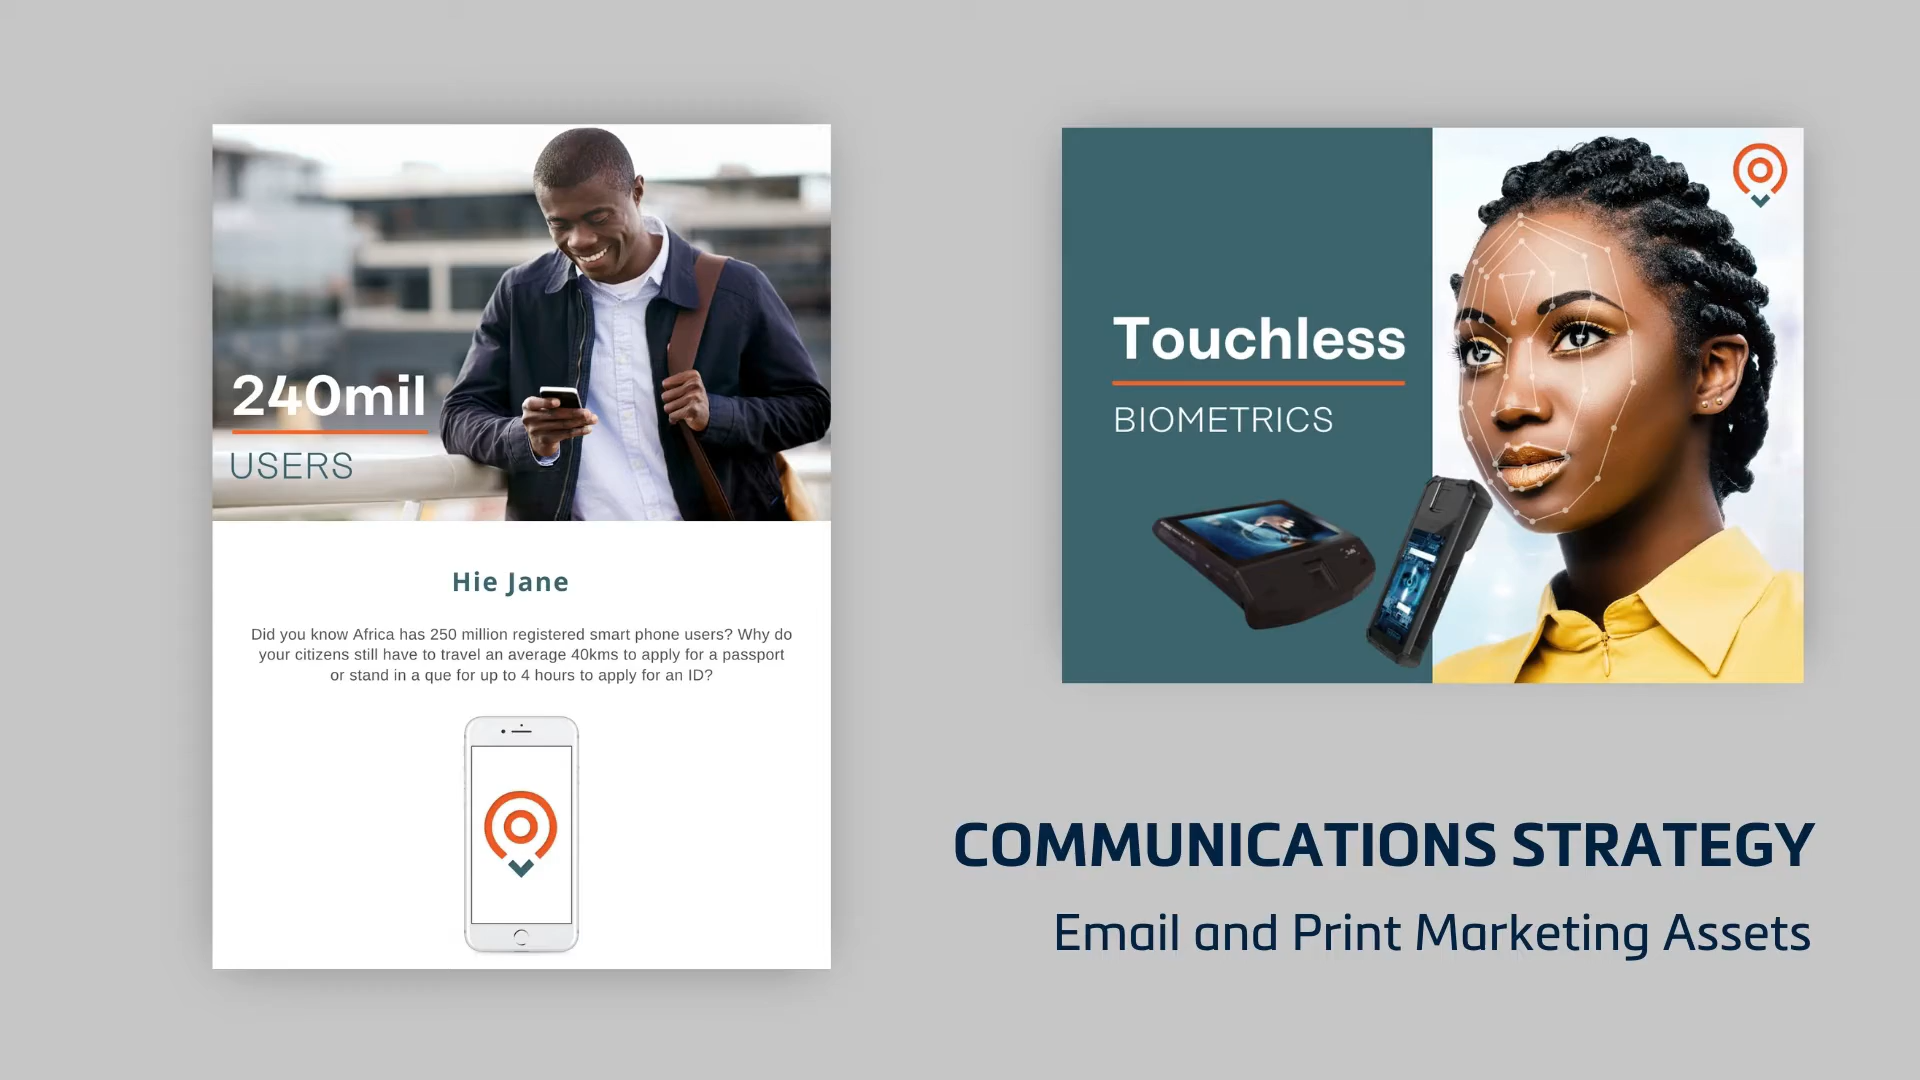 240mil
USERS
Hie Jane
Did you know Africa has 250 million registered smart phone users? Why do
your citizens still have to travel an average 40kms to apply for a passport
or stand in a que for up to 4 hours to apply for an ID?
Touchless
BIOMETRICS
COMMUNICATIONS STRATEGY
Email and Print Marketing Assets